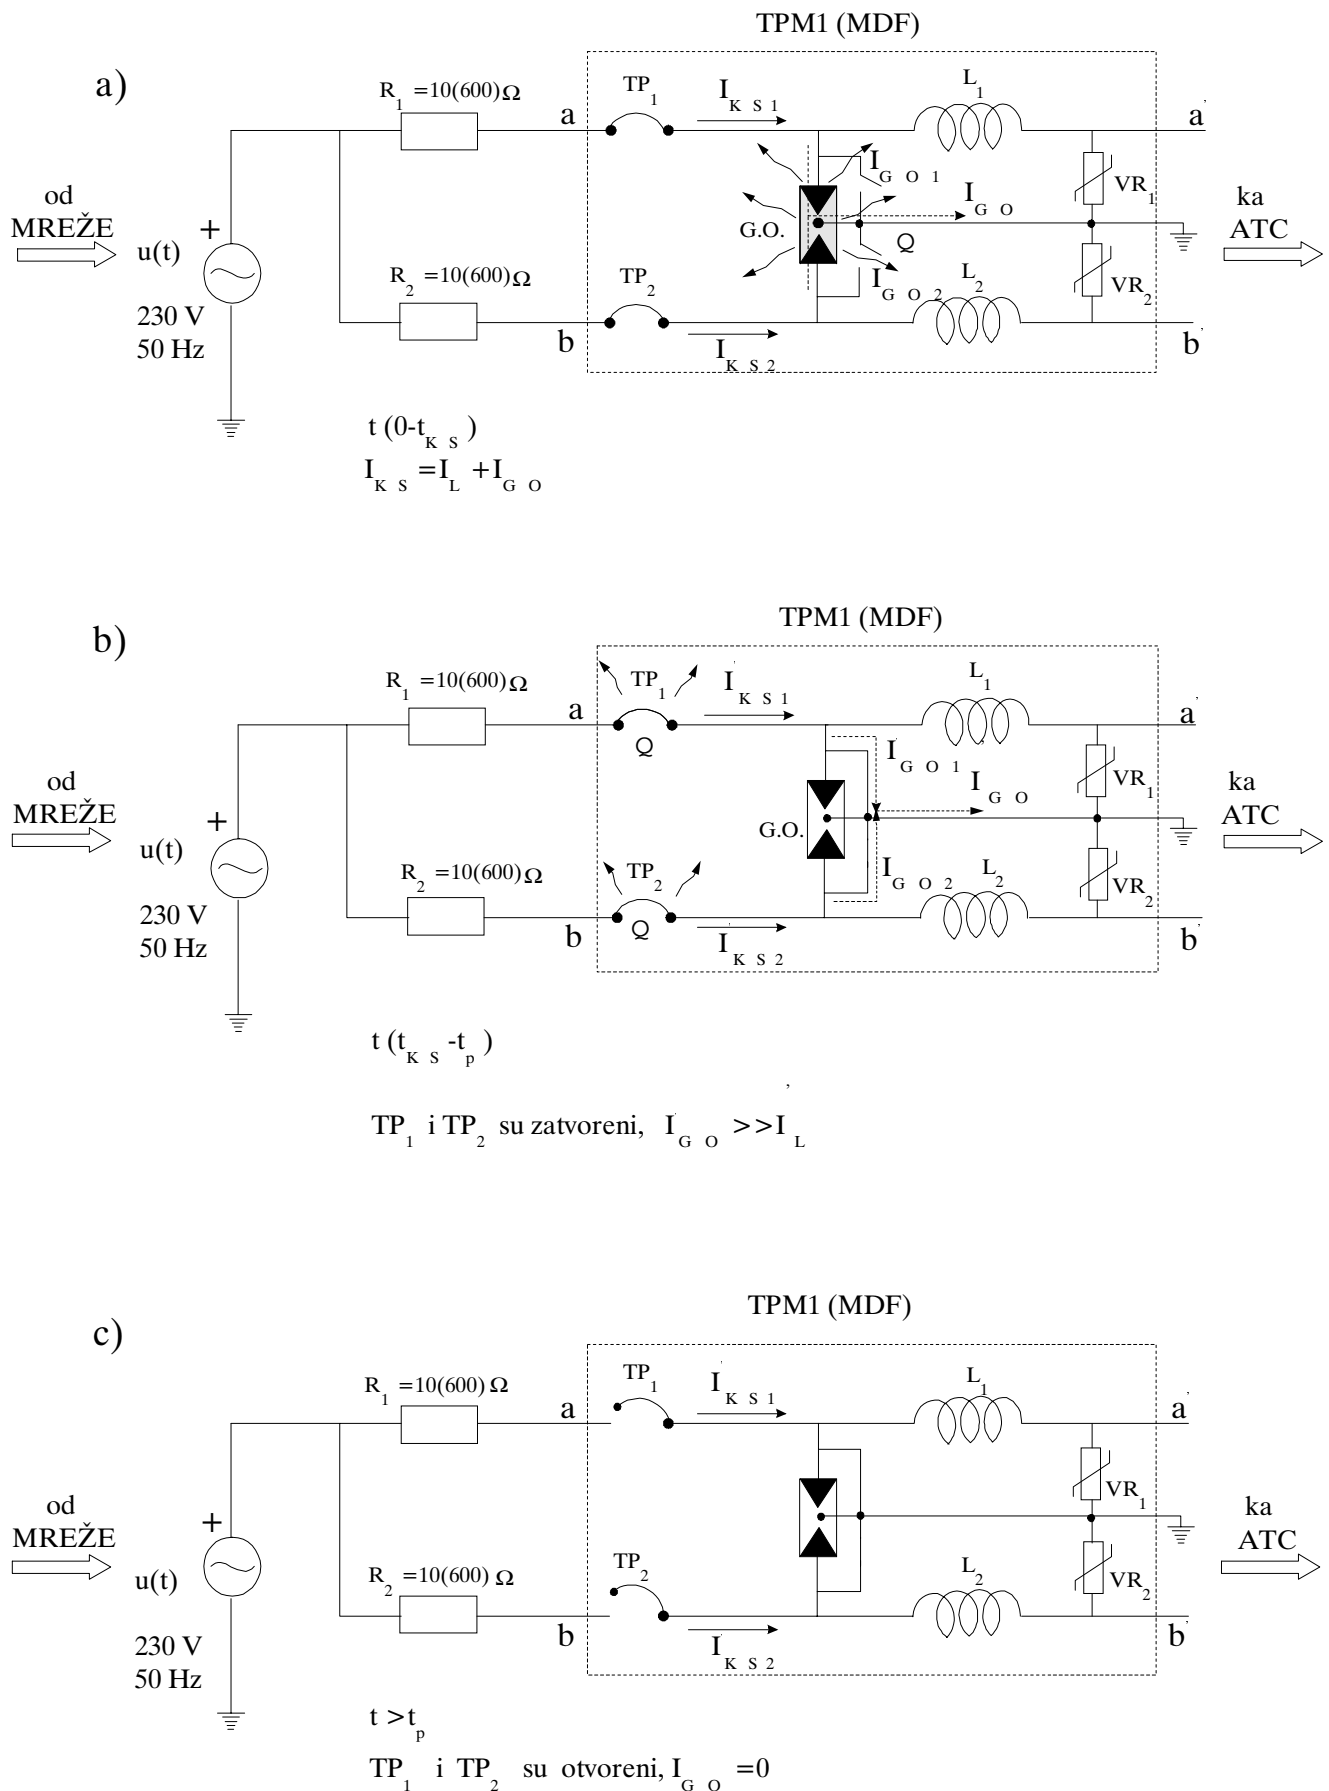 TPM1 (MDF)
a)
R1 =10(600)Ω
a
TP1
IKS1
L1
a'
od
MREŽE
+
u(t)
230 V
50 Hz
IGO1
IGO
VR1
G.O.
Q
ka
ATC
R2 =10(600)Ω
b
TP2
IKS2
IGO2
L2
VR2
b'
t (0-tKS)
IKS =IL +IGO
TPM1 (MDF)
b)
R1 =10(600)Ω
a
TP1
Q
I'KS1
L1
a'
od
MREŽE
+
u(t)
230 V
50 Hz
I'GO1
I'GO
VR1
G.O.
ka
ATC
R2 =10(600)Ω
b
TP2
Q
I'KS2
I'GO2
L2
VR2
b'
t (tKS -tp)
TP1 i TP2 su zatvoreni, I'GO >>I'L
TPM1 (MDF)
c)
R1 =10(600) Ω
a
TP1
I'KS1
L1
a'
od
MREŽE
+
u(t)
230 V
50 Hz
VR1
ka
ATC
R2 =10(600) Ω
b
TP2
I'KS2
L2
VR2
b'
t >tp
TP1 i TP2 su otvoreni, IGO =0